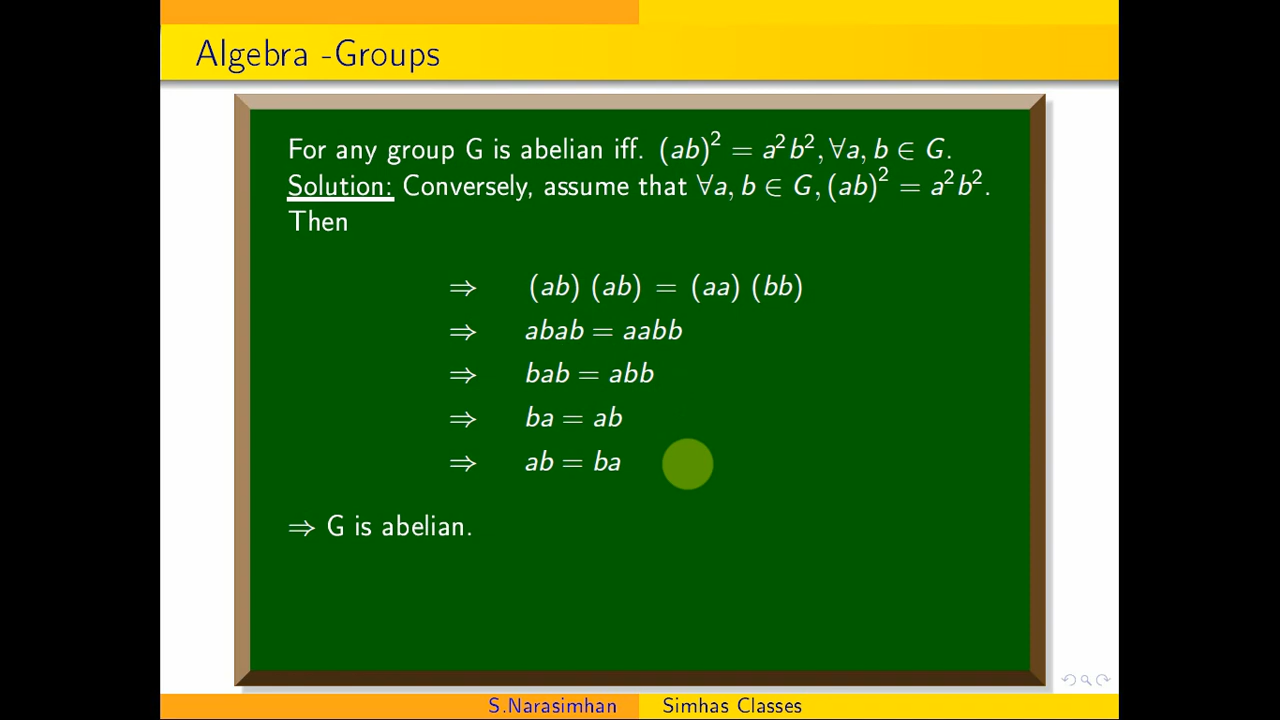 Algebra -Groups
For any group G is abelian iff. (ab)² = a²b², ∀a, b ∈ G.
Solution: Conversely, assume that ∀a, b ∈ G, (ab)² = a²b².
Then
⇒ (ab) (ab) = (aa) (bb)
⇒ abab = aabb
⇒ bab = abb
⇒ ba = ab
⇒ ab = ba
⇒ G is abelian.
S.Narasimhan Simhas Classes